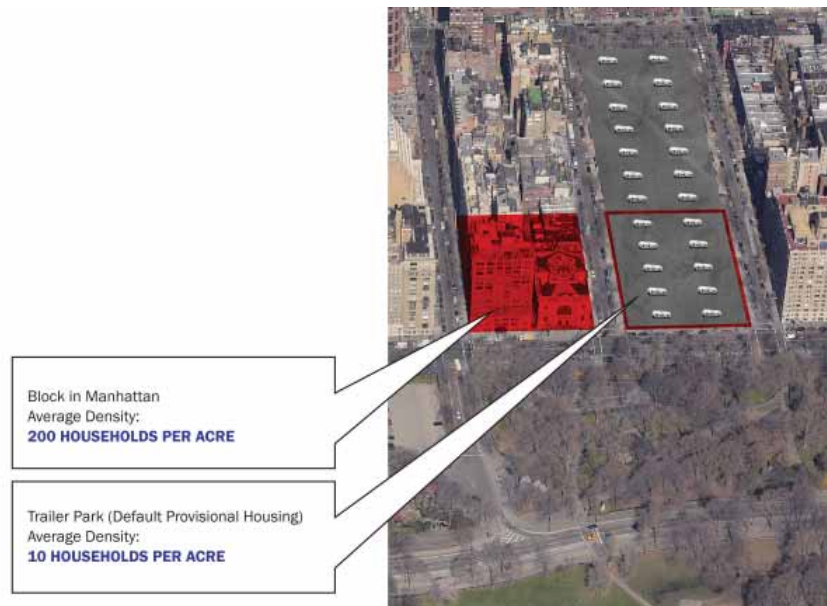 Block in Manhattan
Average Density:
200 HOUSEHOLDS PER ACRE
Trailer Park (Default Provisional Housing)
Average Density:
10 HOUSEHOLDS PER ACRE